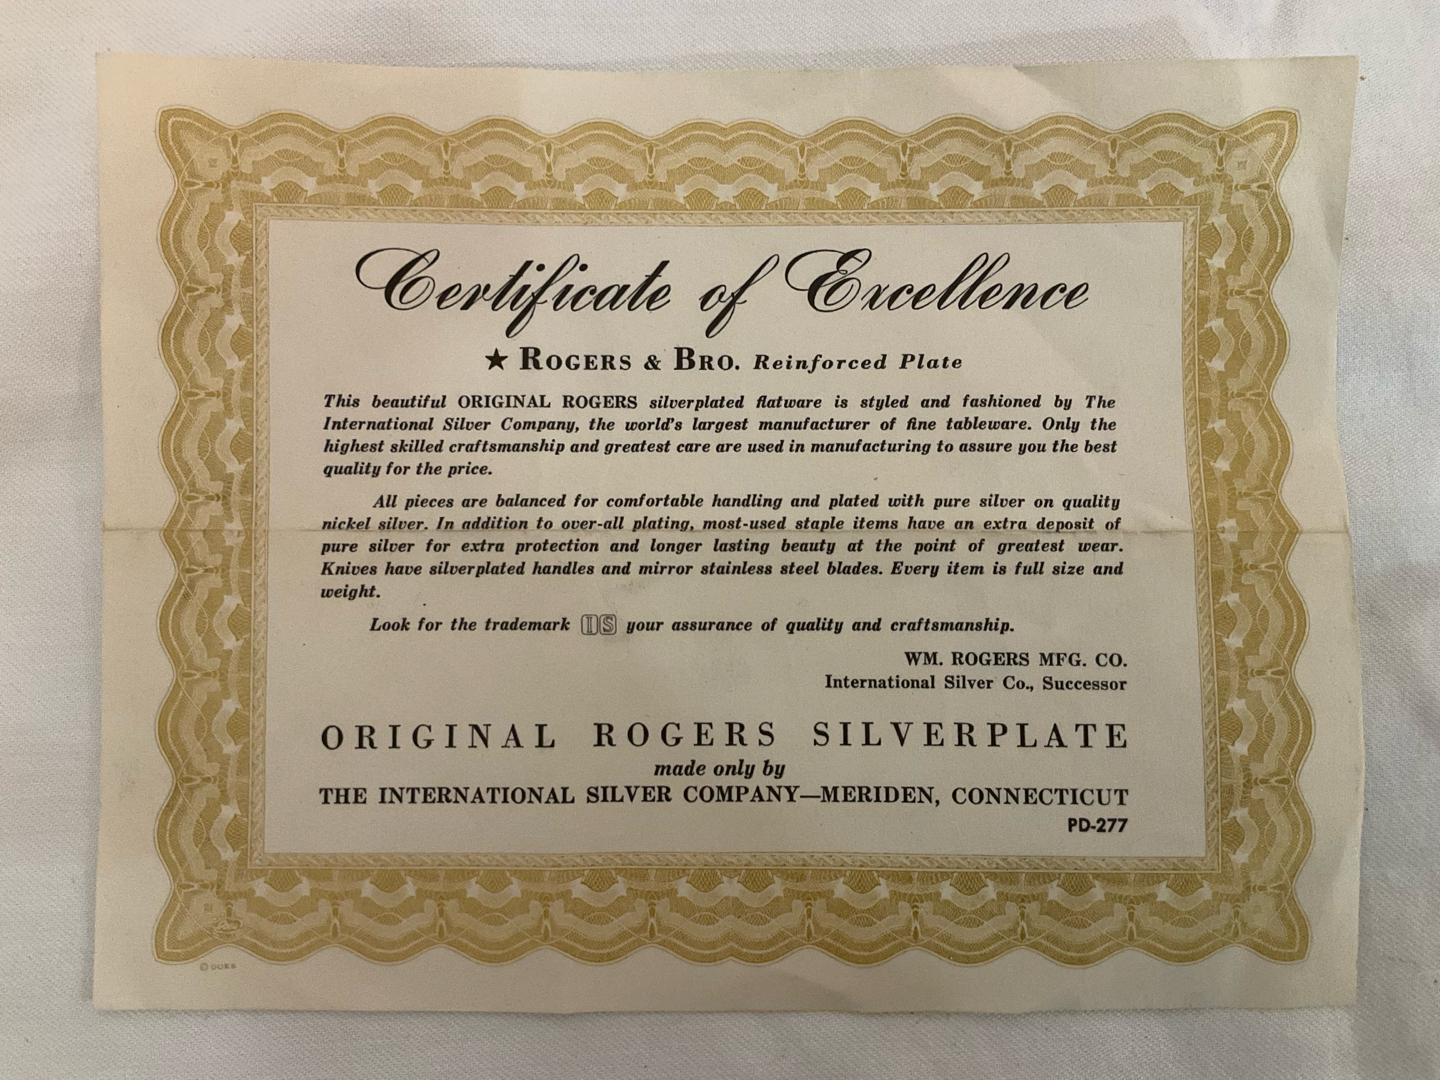 Certificate of Excellence
★ ROGERS & BRO. Reinforced Plate
This beautiful ORIGINAL ROGERS silverplated flatware is styled and fashioned by The
International Silver Company, the world's largest manufacturer of fine tableware. Only the
highest skilled craftsmanship and greatest care are used in manufacturing to assure you the best
quality for the price.
All pieces are balanced for comfortable handling and plated with pure silver on quality
nickel silver. In addition to over-all plating, most-used staple items have an extra deposit of
pure silver for extra protection and longer lasting beauty at the point of greatest wear.
Knives have silverplated handles and mirror stainless steel blades. Every item is full size and
weight.
Look for the trademark IS your assurance of quality and craftsmanship.
WM. ROGERS MFG. CO.
International Silver Co., Successor
ORIGINAL ROGERS SILVERPLATE
made only by
THE INTERNATIONAL SILVER COMPANY—MERIDEN, CONNECTICUT
PD-277